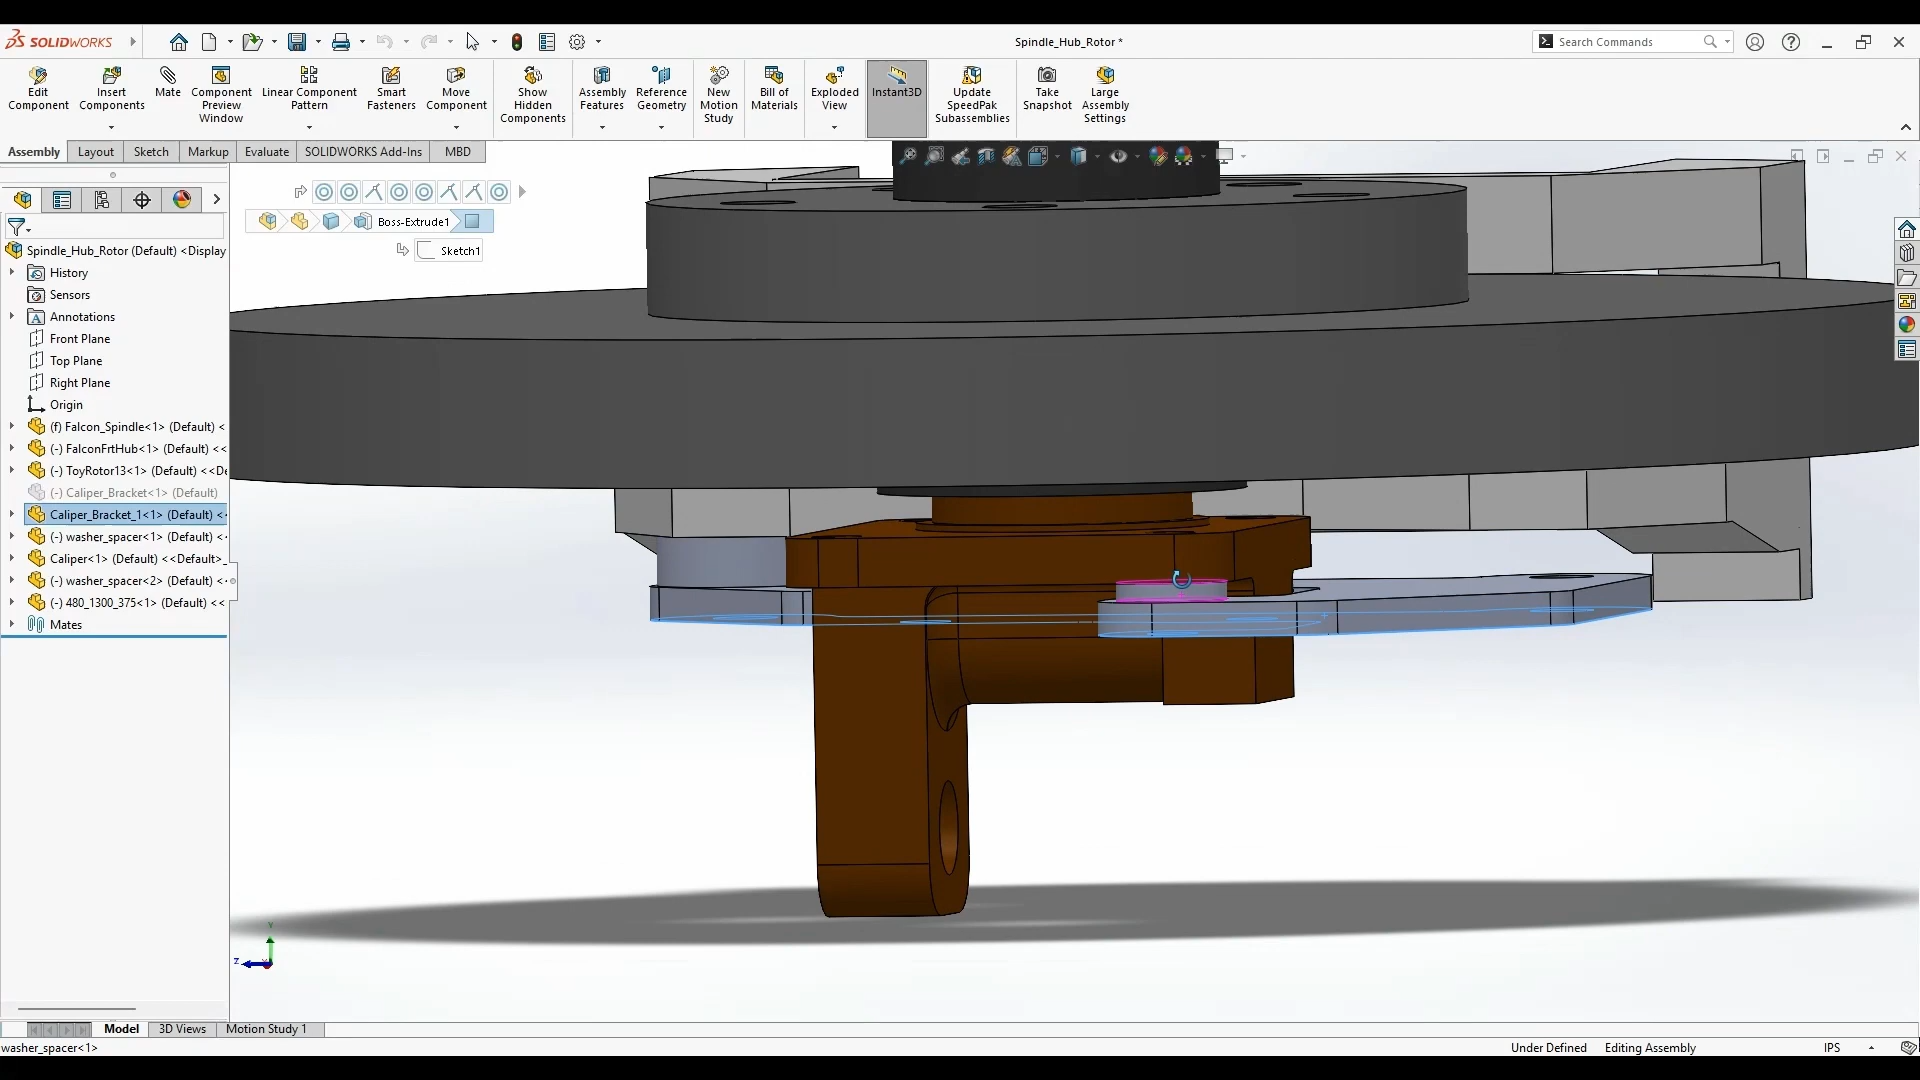 SOLIDWORKS
Spindle_Hub_Rotor *
Search Commands
Edit
Component
Insert
Components
Mate
Component
Preview
Window
Linear Component
Pattern
Smart
Fasteners
Move
Component
Show
Hidden
Components
Assembly
Features
Reference
Geometry
New
Motion
Study
Bill of
Materials
Exploded
View
Instant3D
Update
SpeedPak
Subassemblies
Take
Snapshot
Large
Assembly
Settings
Assembly
Layout
Sketch
Markup
Evaluate
SOLIDWORKS Add-Ins
MBD
Boss-Extrude1
Sketch1
Spindle_Hub_Rotor (Default) <Display
History
Sensors
Annotations
Front Plane
Top Plane
Right Plane
Origin
(f) Falcon_Spindle<1> (Default) <
(-) FalconFrtHub<1> (Default) <<
(-) ToyRotor13<1> (Default) <<De
(-) Caliper_Bracket<1> (Default)
Caliper_Bracket_1<1> (Default) <<
(-) washer_spacer<1> (Default) <<
Caliper<1> (Default) <<Default>_
(-) washer_spacer<2> (Default) <<
(-) 480_1300_375<1> (Default) <<
Mates
Y
Z
Model
3D Views
Motion Study 1
washer_spacer<1>
Under Defined
Editing Assembly
IPS